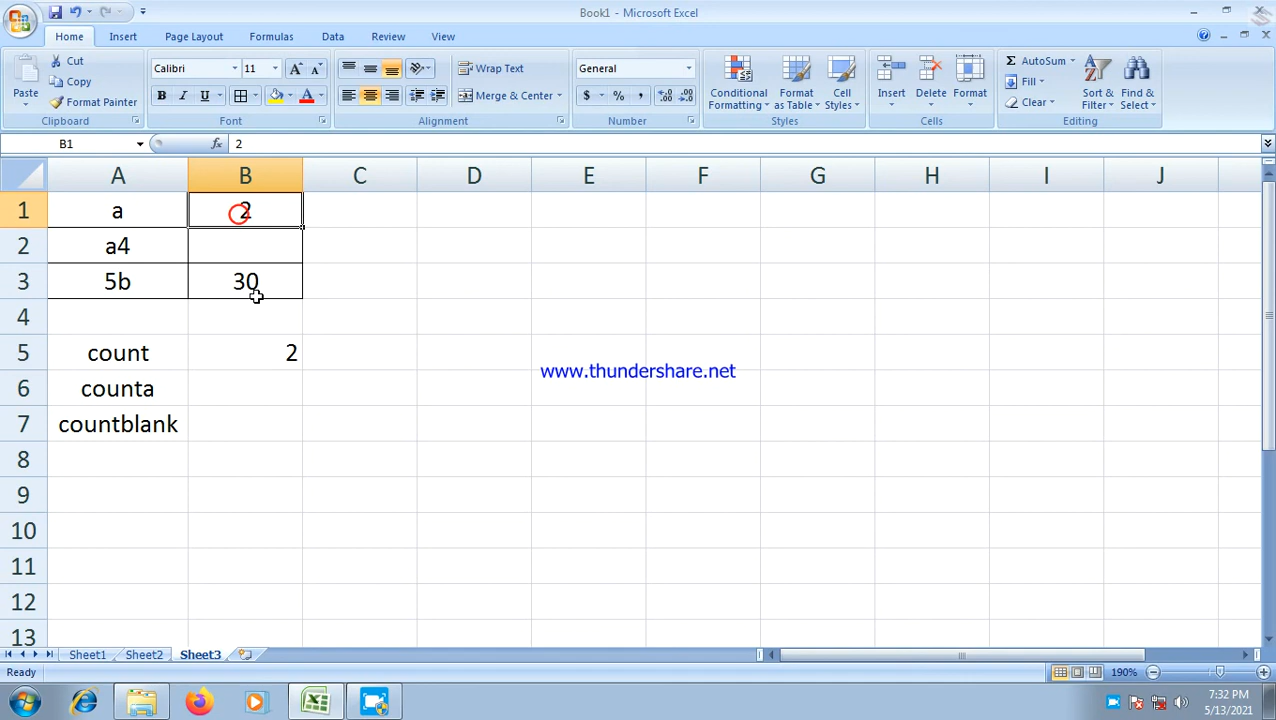 Book1 - Microsoft Excel
Home Insert Page Layout Formulas Data Review View
Cut
Copy
Format Painter
Paste
Clipboard
Calibri 11
B I U
Font
Wrap Text
Merge & Center
Alignment
General
$ % ,
Number
Conditional Formatting
Format as Table
Cell Styles
Styles
Insert
Delete
Format
Cells
Σ AutoSum
Fill
Clear
Sort & Filter
Find & Select
Editing
B1 fx 2
A B C D E F G H I J
1 a 2
2 a4
3 5b 30
4
5 count 2
www.thundershare.net
6 counta
7 countblank
8
9
10
11
12
13
Sheet1 Sheet2 Sheet3
Ready 190%
7:32 PM
5/13/2021